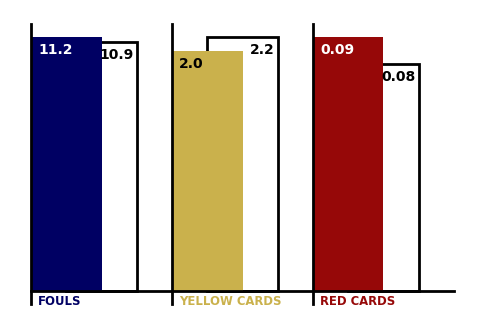 11.2
10.9
2.0
2.2
0.09
0.08
FOULS
YELLOW CARDS
RED CARDS